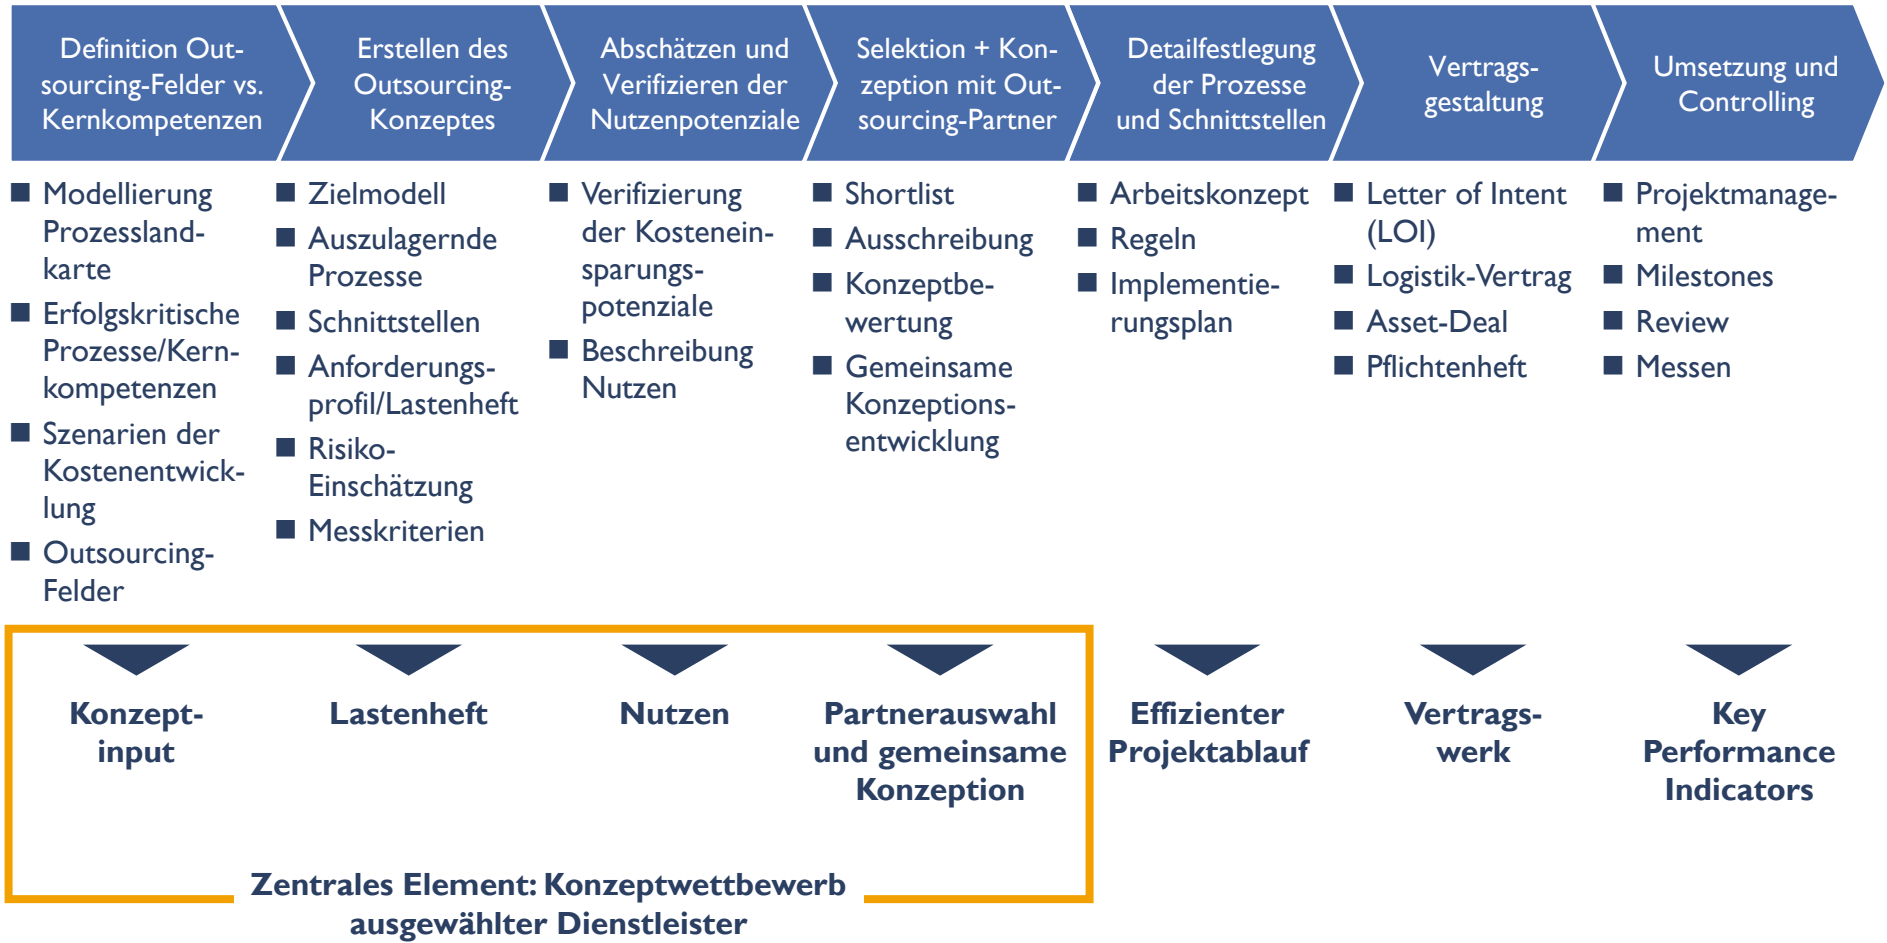 Definition Out-
sourcing-Felder vs.
Kernkompetenzen
Erstellen des
Outsourcing-
Konzeptes
Abschätzen und
Verifizieren der
Nutzenpotenziale
Selektion + Kon-
zeption mit Out-
sourcing-Partner
Detailfestlegung
der Prozesse
und Schnittstellen
Vertrags-
gestaltung
Umsetzung und
Controlling
Modellierung
Prozessland-
karte
Erfolgskritische
Prozesse/Kern-
kompetenzen
Szenarien der
Kostenentwick-
lung
Outsourcing-
Felder
Zielmodell
Auszulagernde
Prozesse
Schnittstellen
Anforderungs-
profil/Lastenheft
Risiko-
Einschätzung
Messkriterien
Verifizierung
der Kostenein-
sparungs-
potenziale
Beschreibung
Nutzen
Shortlist
Ausschreibung
Konzeptbe-
wertung
Gemeinsame
Konzeptions-
entwicklung
Arbeitskonzept
Regeln
Implementie-
rungsplan
Letter of Intent
(LOI)
Logistik-Vertrag
Asset-Deal
Pflichtenheft
Projektmanage-
ment
Milestones
Review
Messen
Konzept-
input
Lastenheft
Nutzen
Partnerauswahl
und gemeinsame
Konzeption
Effizienter
Projektablauf
Vertrags-
werk
Key
Performance
Indicators
Zentrales Element: Konzeptwettbewerb
ausgewählter Dienstleister